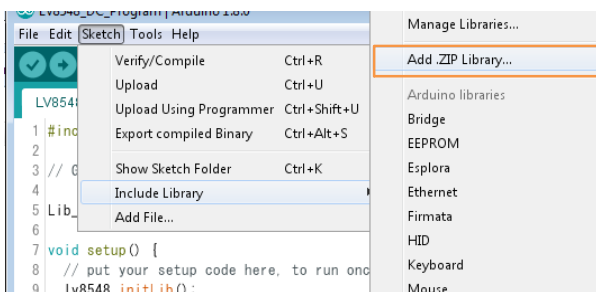 LV8548_DC_Program | Arduino 1.8.0
File Edit Sketch Tools Help
Verify/Compile Ctrl+R
Upload Ctrl+U
Upload Using Programmer Ctrl+Shift+U
Export compiled Binary Ctrl+Alt+S
Show Sketch Folder Ctrl+K
Include Library
Add File...
Manage Libraries...
Add .ZIP Library...
Arduino libraries
Bridge
EEPROM
Esplora
Ethernet
Firmata
HID
Keyboard
Mouse
LV8548
1 #inc
2
3 // G
4
5 Lib_
6
7 void setup() {
8 // put your setup code here, to run onc
9 Lv8548.initLib();